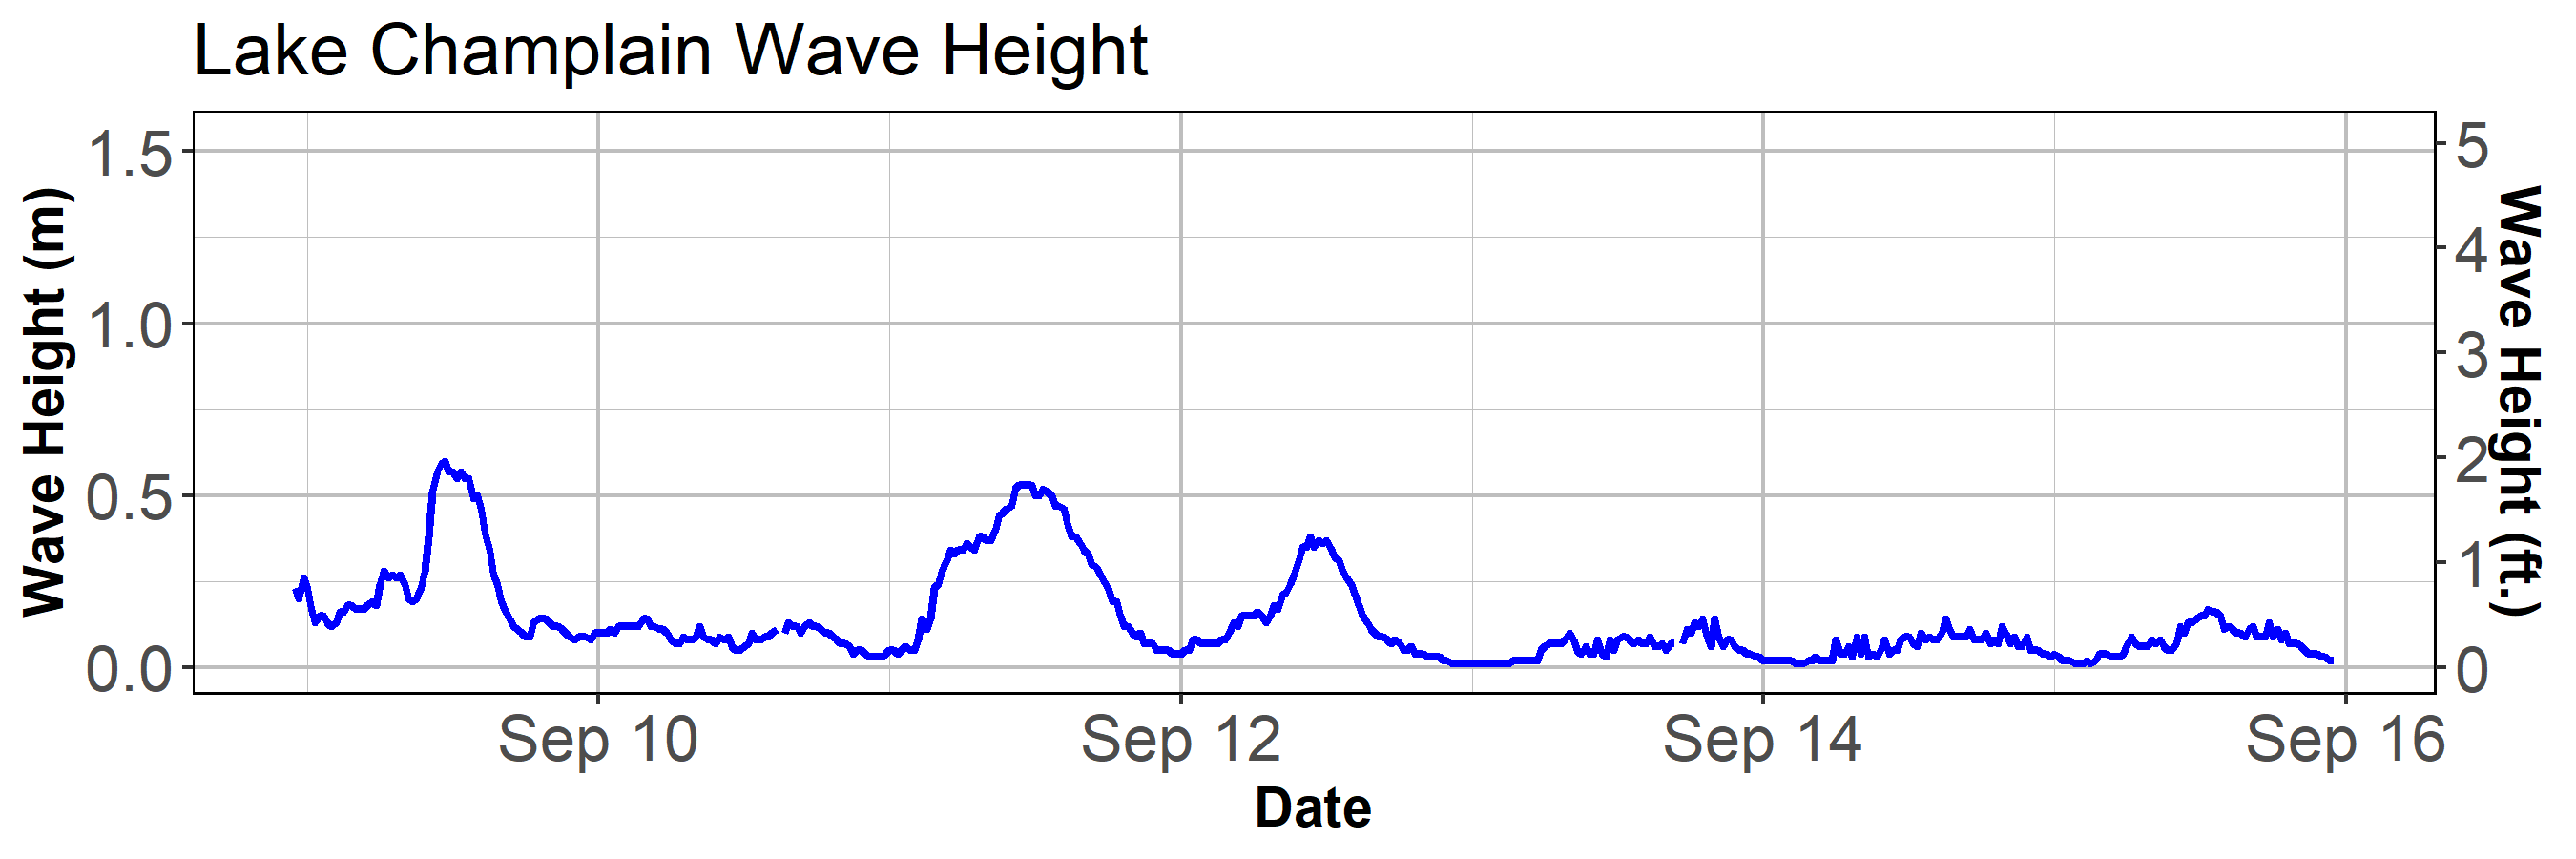 Lake Champlain Wave Height
Wave Height (m)
1.5
1.0
0.5
0.0
5
4
3
2
1
0
Wave Height (ft.)
Sep 10
Sep 12
Sep 14
Sep 16
Date